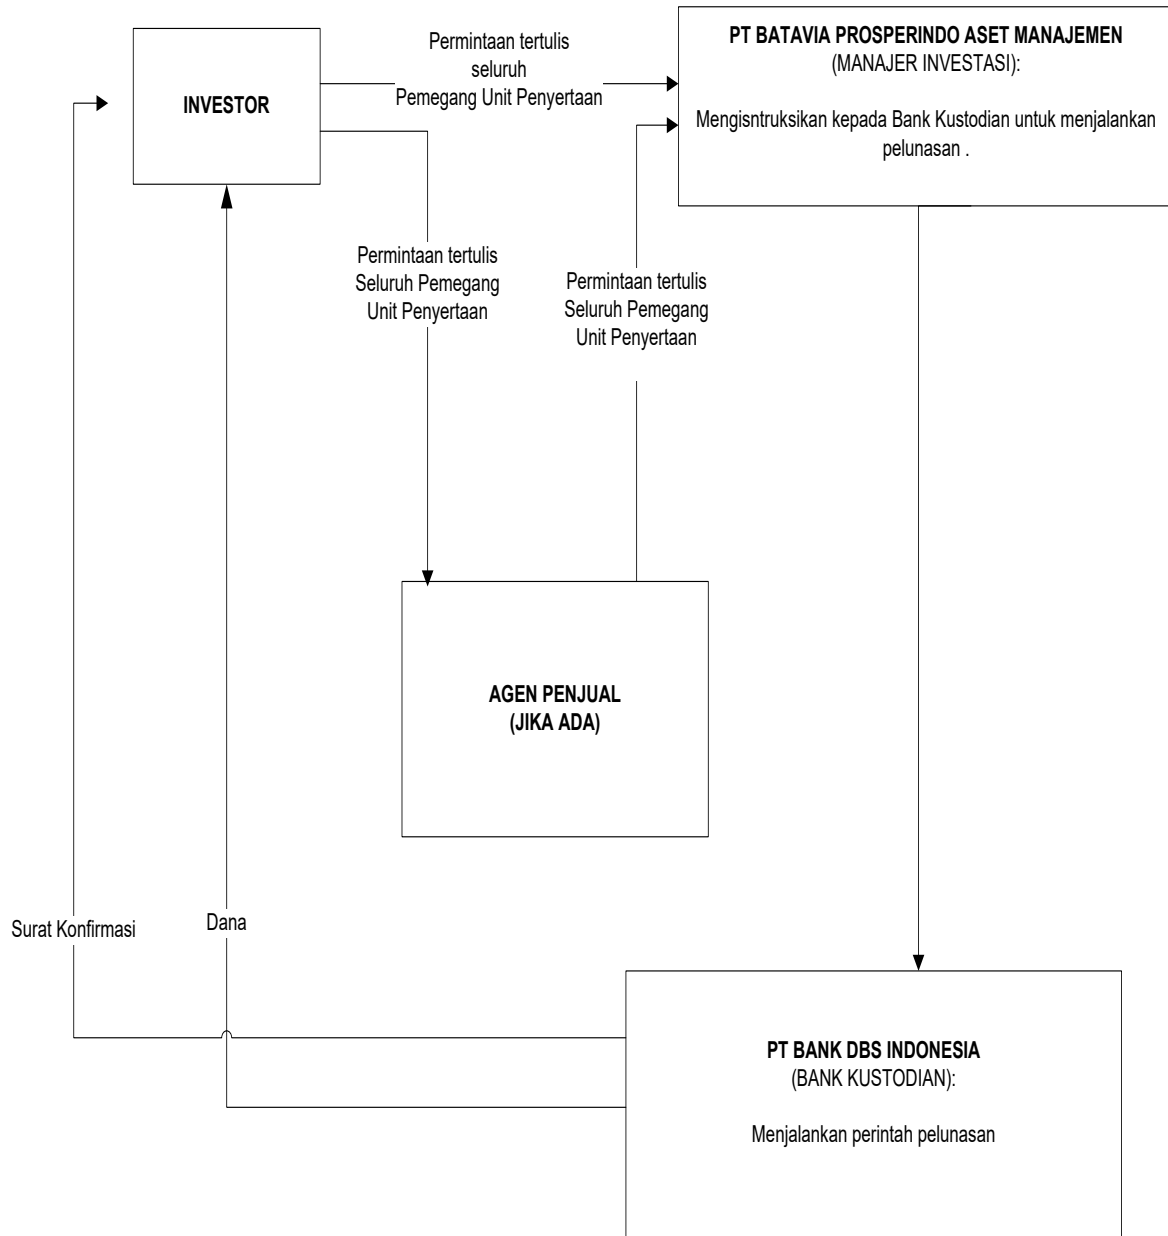 INVESTOR
Permintaan tertulis
seluruh
Pemegang Unit Penyertaan
PT BATAVIA PROSPERINDO ASET MANAJEMEN
(MANAJER INVESTASI):
Mengisntruksikan kepada Bank Kustodian untuk menjalankan
pelunasan .
Permintaan tertulis
Seluruh Pemegang
Unit Penyertaan
Permintaan tertulis
Seluruh Pemegang
Unit Penyertaan
AGEN PENJUAL
(JIKA ADA)
Surat Konfirmasi
Dana
PT BANK DBS INDONESIA
(BANK KUSTODIAN):
Menjalankan perintah pelunasan